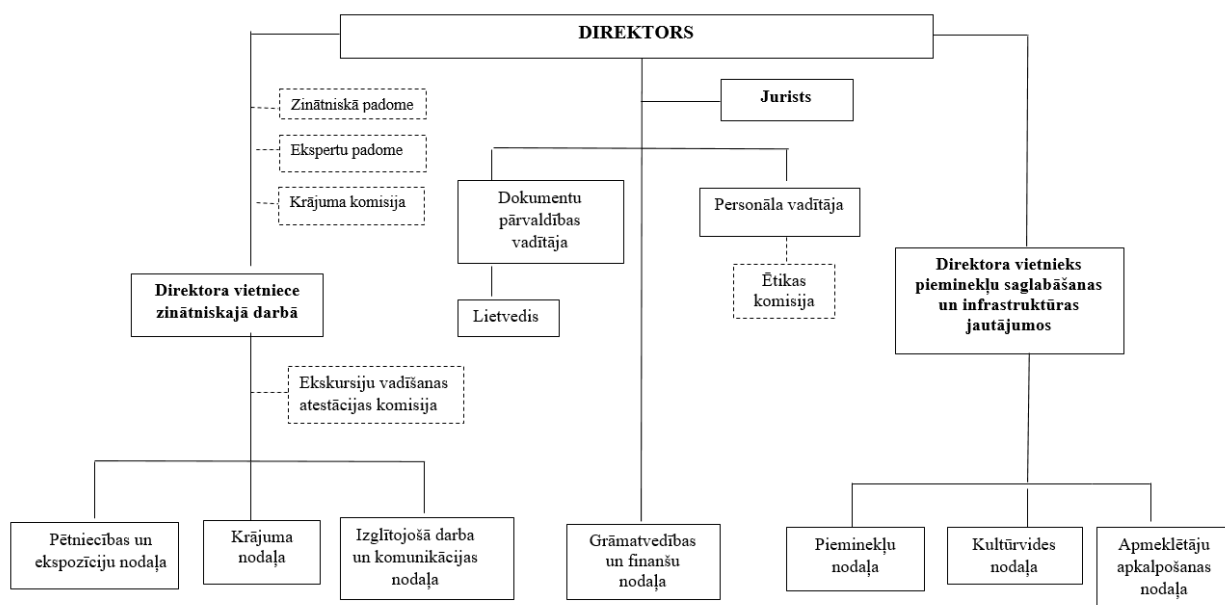 DIREKTORS
Jurists
Zinātniskā padome
Ekspertu padome
Krājuma komisija
Dokumentu
pārvaldības
vadītāja
Personāla vadītāja
Ētikas
komisija
Lietvedis
Direktora vietniece
zinātniskajā darbā
Direktora vietnieks
pieminekļu saglabāšanas
un infrastruktūras
jautājumos
Ekskursiju vadīšanas
atestācijas komisija
Pētniecības un
ekspozīciju nodaļa
Krājuma
nodaļa
Izglītojošā darba
un komunikācijas
nodaļa
Grāmatvedības
un finanšu
nodaļa
Pieminekļu
nodaļa
Kultūrvides
nodaļa
Apmeklētāju
apkalpošanas
nodaļa